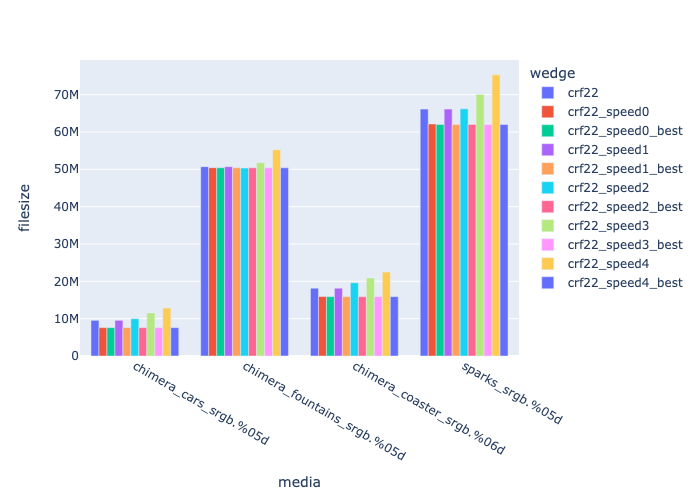 wedge
crf22
crf22_speed0
crf22_speed0_best
crf22_speed1
crf22_speed1_best
crf22_speed2
crf22_speed2_best
crf22_speed3
crf22_speed3_best
crf22_speed4
crf22_speed4_best
filesize
70M
60M
50M
40M
30M
20M
10M
0
chimera_cars_srgb.%05d
chimera_fountains_srgb.%05d
chimera_coaster_srgb.%06d
sparks_srgb.%05d
media